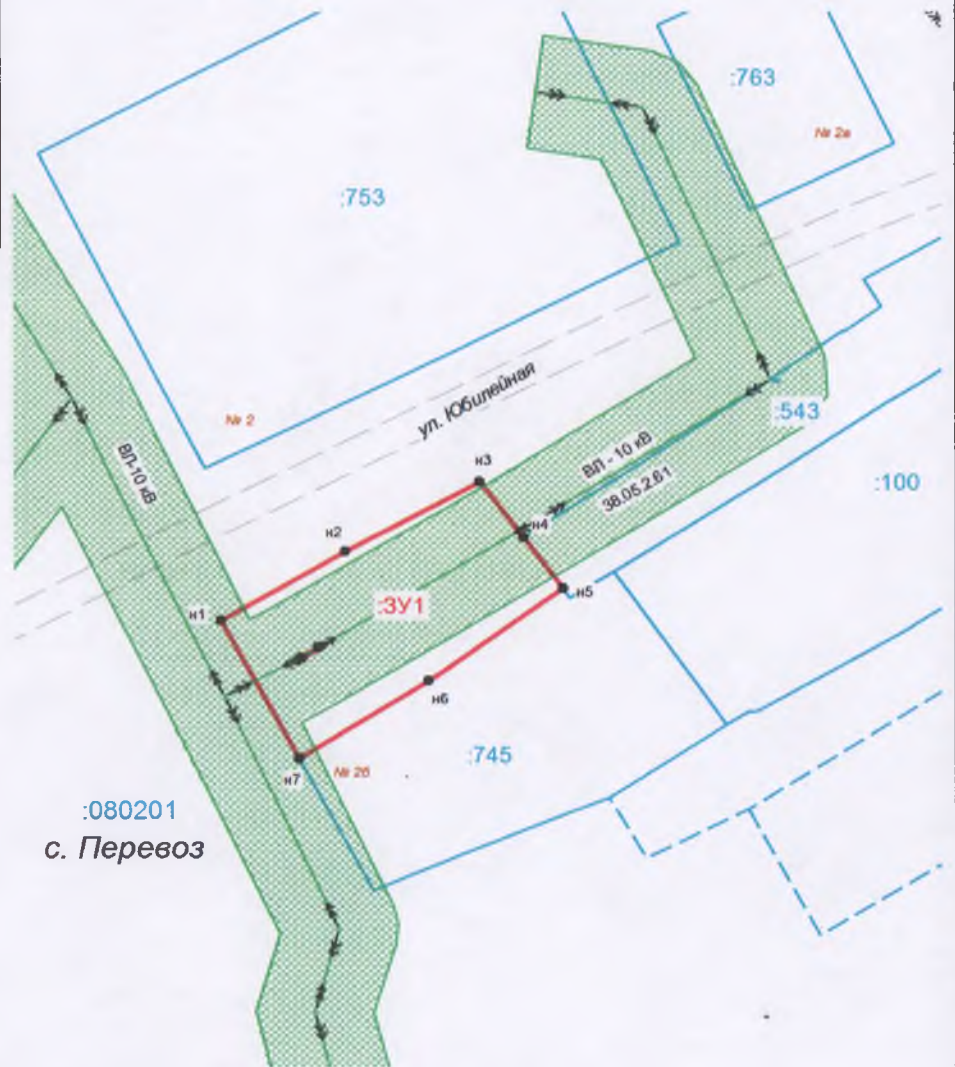 :763
№ 2а
:753
ул. Юбилейная
№ 2
:543
ВЛ-10 кВ
ВЛ - 10 кВ
38.05.2.61
:100
н3
н2
н4
н1
:ЗУ1
н5
н6
:745
н7
№ 2б
:080201
с. Перевоз